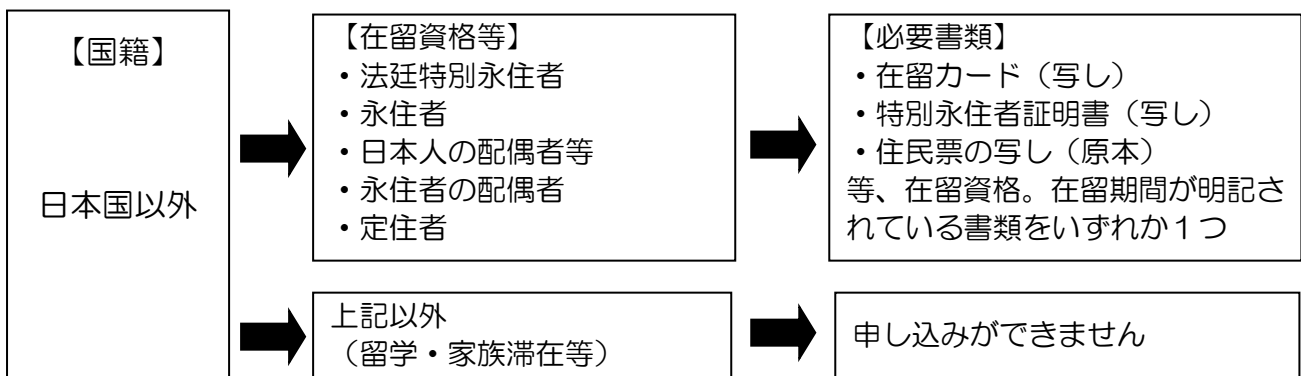 【国籍】
日本国以外
【在留資格等】
・法廷特別永住者
・永住者
・日本人の配偶者等
・永住者の配偶者
・定住者
【必要書類】
・在留カード（写し）
・特別永住者証明書（写し）
・住民票の写し（原本）
等、在留資格。在留期間が明記さ
れている書類をいずれか１つ
上記以外
（留学・家族滞在等）
申し込みができません